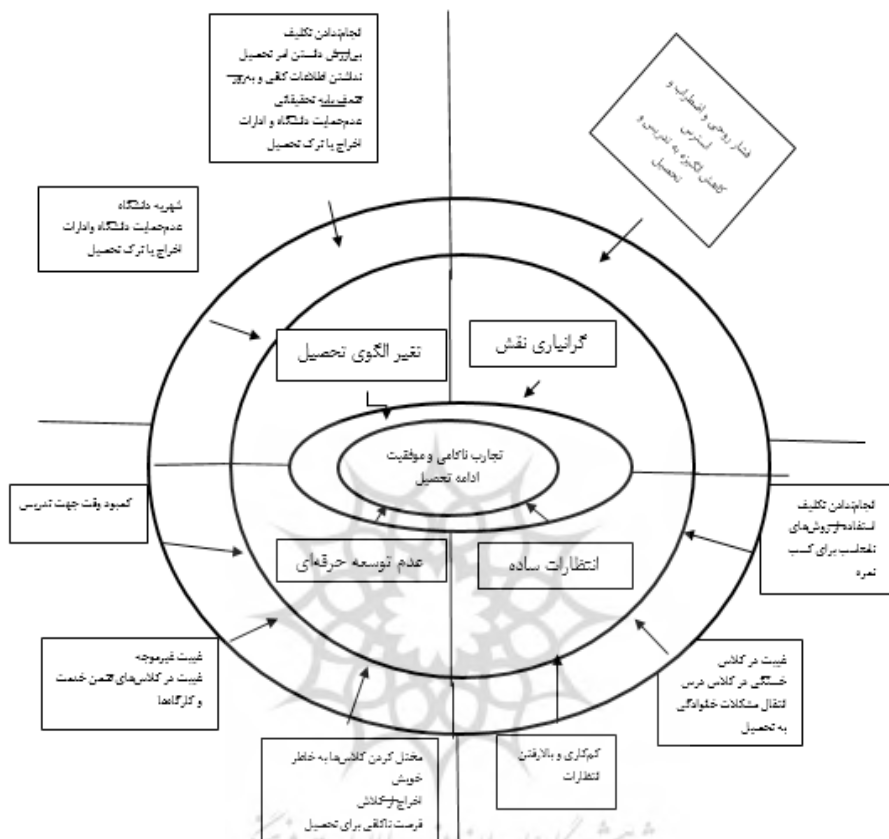 انجام‌ندادن تکلیف
بی‌ارزش دانستن امر تحصیل
نداشتن اطلاعات کافی و به‌روز
ضعف پایه تحقیقاتی
عدم‌حمایت دانشگاه و ادارات
اخراج یا ترک تحصیل
فشار روحی و اضطراب و
استرس
کاهش انگیزه به تدریس و
تحصیل
شهریه دانشگاه
عدم‌حمایت دانشگاه وادارات
اخراج یا ترک تحصیل
گرانباری نقش
تغیر الگوی تحصیل
تجارب ناکامی و موفقیت
ادامه تحصیل
کمبود وقت جهت تدریس
انجام‌ندادن تکلیف
استفاده‌از‌روش‌های
نامناسب برای کسب
نمره
انتظارات ساده
عدم توسعه حرفه‌ای
غیبت غیرموجه
غیبت در کلاس‌های ضمن خدمت
و کارگاه‌ها
غیبت در کلاس
خستگی در کلاس درس
انتقال مشکلات خانوادگی
به تحصیل
کم‌کاری و بالارفتن
انتظارات
مختل کردن کلاس‌ها به خاطر
خویش
اخراج‌از‌کلاش
فرصت ناکافی برای تحصیل